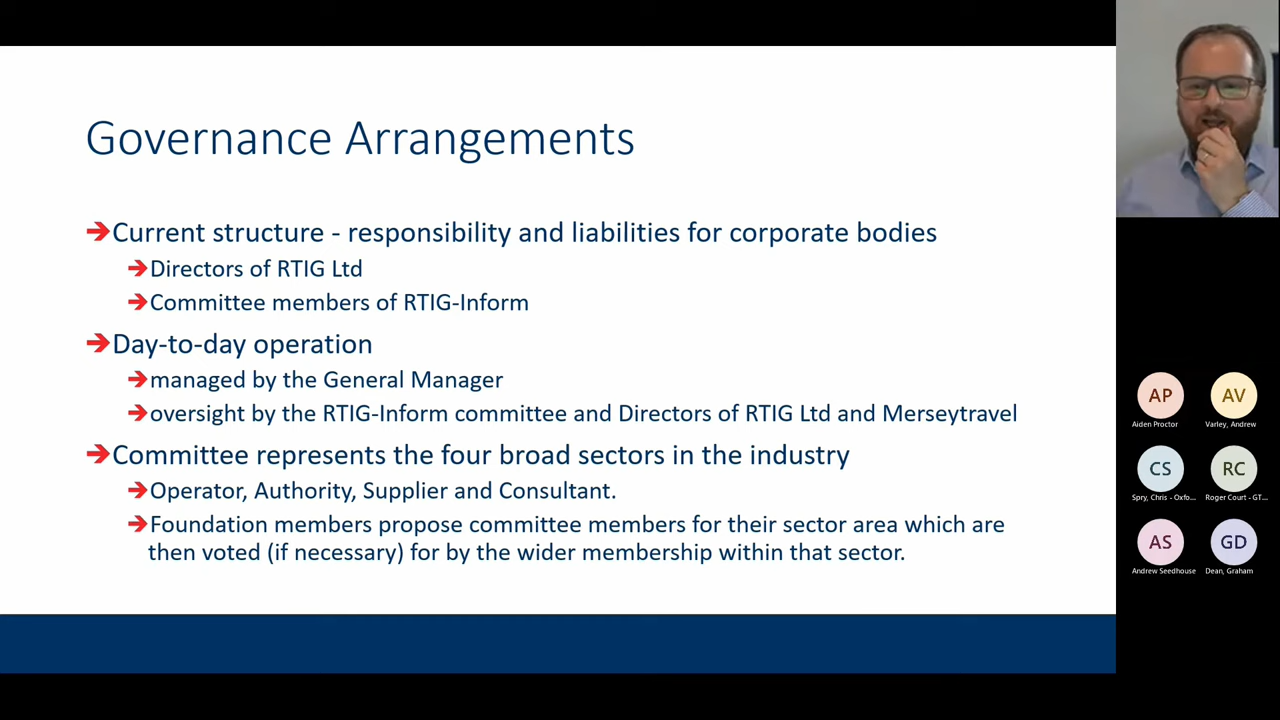 Governance Arrangements
Current structure - responsibility and liabilities for corporate bodies
Directors of RTIG Ltd
Committee members of RTIG-Inform
Day-to-day operation
managed by the General Manager
oversight by the RTIG-Inform committee and Directors of RTIG Ltd and Merseytravel
Committee represents the four broad sectors in the industry
Operator, Authority, Supplier and Consultant.
Foundation members propose committee members for their sector area which are
then voted (if necessary) for by the wider membership within that sector.
AP
AV
Aiden Proctor
Varley, Andrew
CS
RC
Spry, Chris - Oxfo...
Roger Court - GT...
AS
GD
Andrew Seedhouse
Dean, Graham